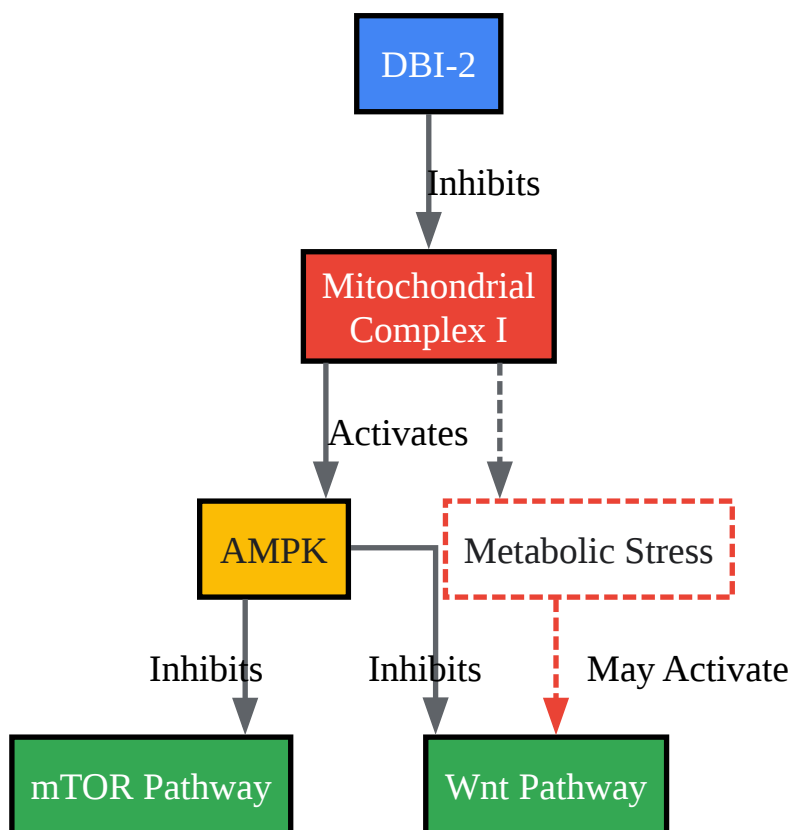 DBI-2
Inhibits
Mitochondrial
Complex I
Activates
AMPK
Metabolic Stress
Inhibits
Inhibits
May Activate
mTOR Pathway
Wnt Pathway